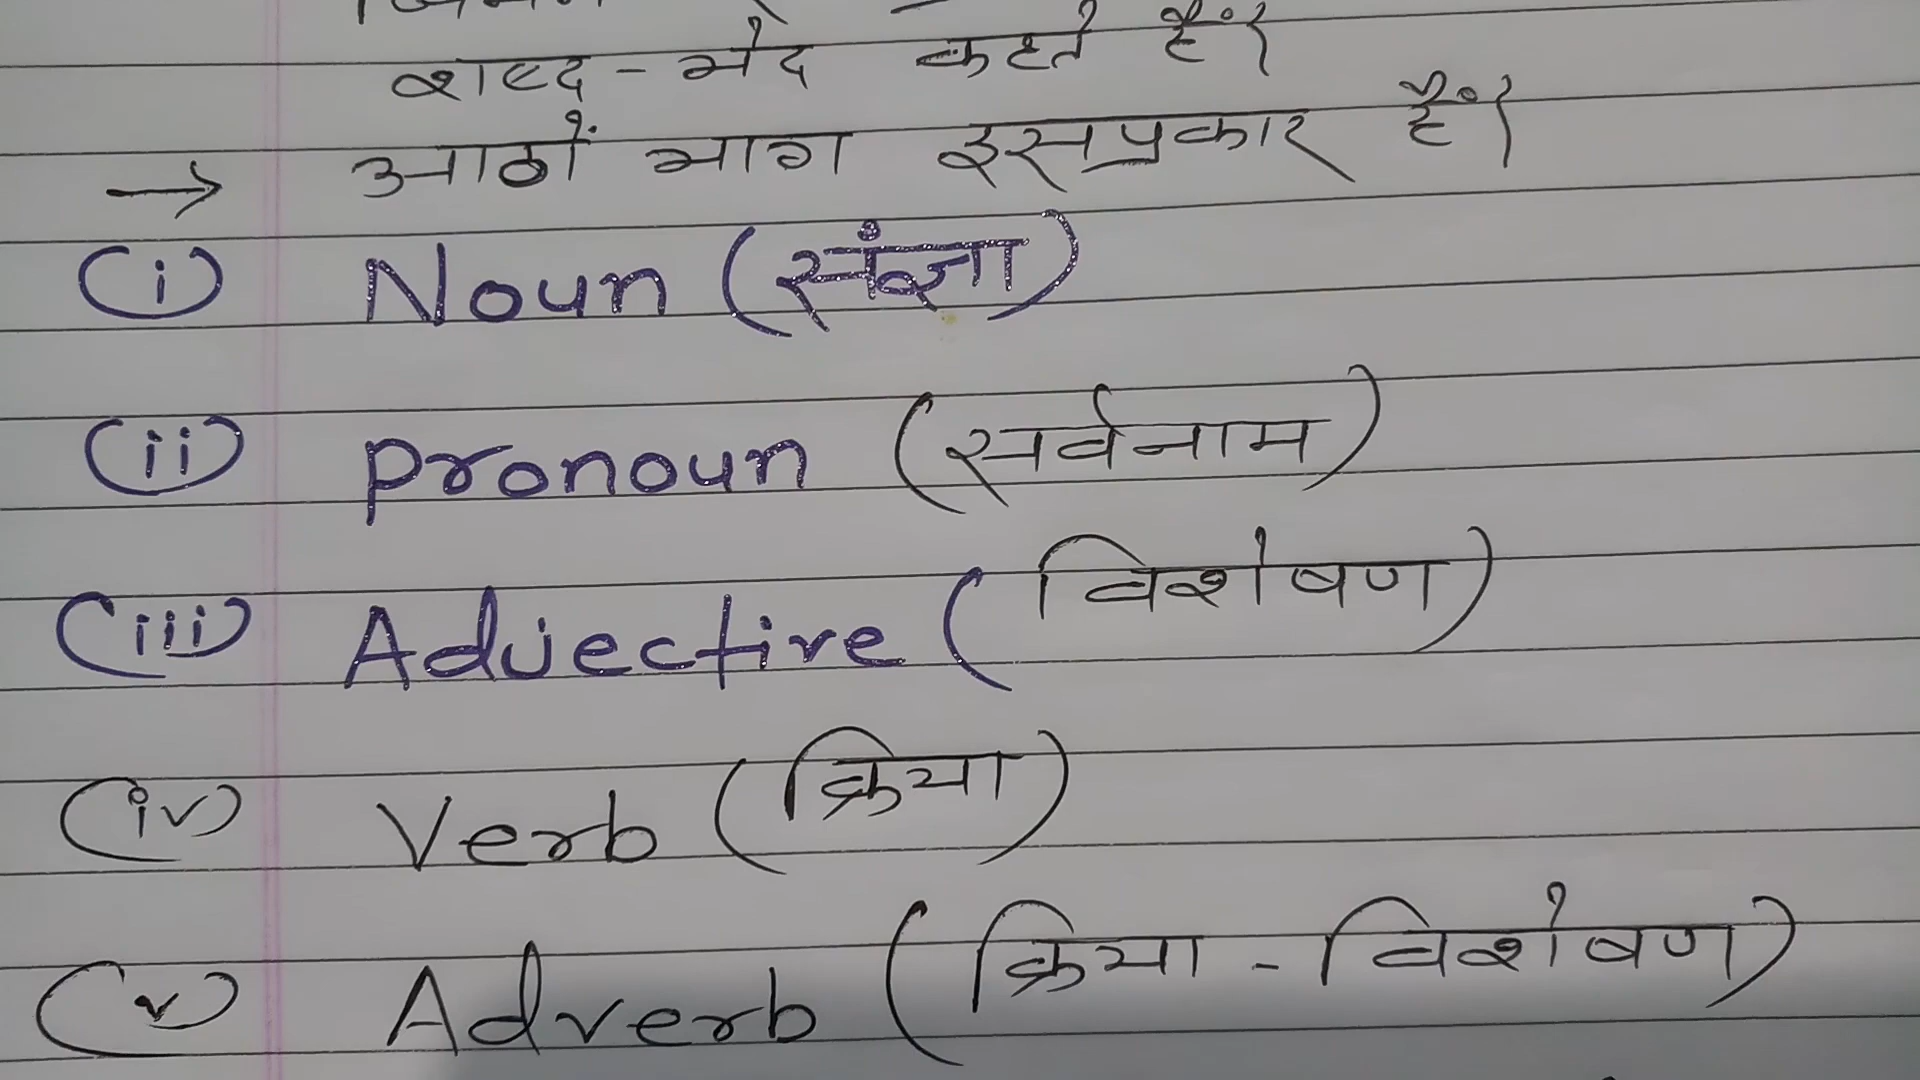 शब्द-भेद कहते हैं।
→ आठों भाग इसप्रकार हैं।
(i) Noun (संज्ञा)
(ii) Pronoun (सर्वनाम)
(iii) Adjective (विशेषण)
(iv) Verb (क्रिया)
(v) Adverb (क्रिया-विशेषण)